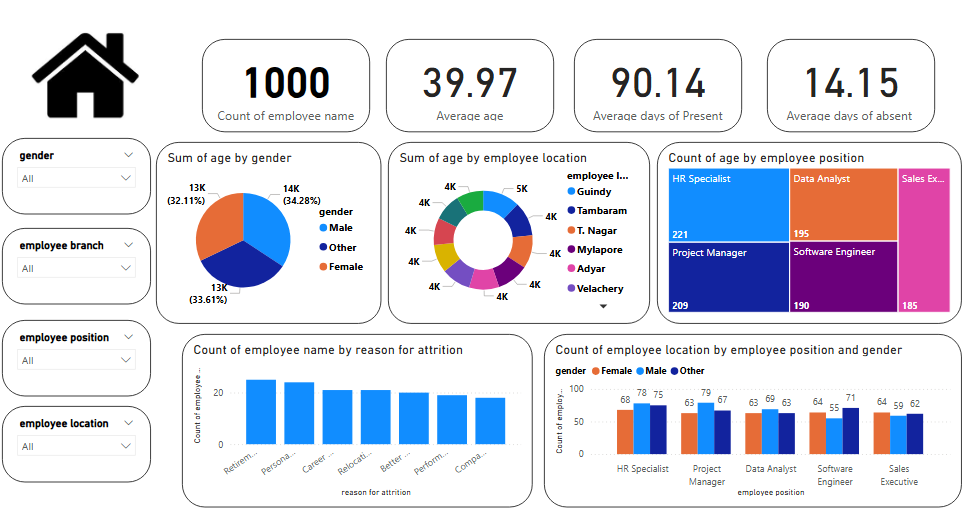 1000
Count of employee name
39.97
Average age
90.14
Average days of Present
14.15
Average days of absent
gender
All
employee branch
All
employee position
All
employee location
All
Sum of age by gender
13K
(32.11%)
14K
(34.28%)
13K
(33.61%)
gender
Male
Other
Female
Sum of age by employee location
4K
5K
4K
4K
4K
4K
4K
4K
4K
4K
employee l...
Guindy
Tambaram
T. Nagar
Mylapore
Adyar
Velachery
Count of age by employee position
HR Specialist
221
Project Manager
209
Data Analyst
195
Software Engineer
190
Sales Ex...
185
Count of employee name by reason for attrition
Count of employee ...
20
0
Retirem...
Persona...
Career ...
Relocati...
Better ...
Perform...
Compa...
reason for attrition
Count of employee location by employee position and gender
gender
Female
Male
Other
Count of employ...
100
50
0
68
78
75
63
79
67
63
69
63
64
55
71
64
59
62
HR Specialist
Project
Manager
Data Analyst
Software
Engineer
Sales
Executive
employee position